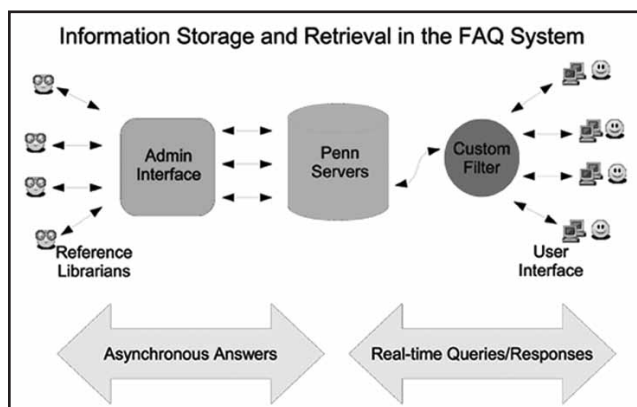 Information Storage and Retrieval in the FAQ System
Admin
Interface
Penn
Servers
Custom
Filter
Reference
Librarians
User
Interface
Asynchronous Answers
Real-time Queries/Responses